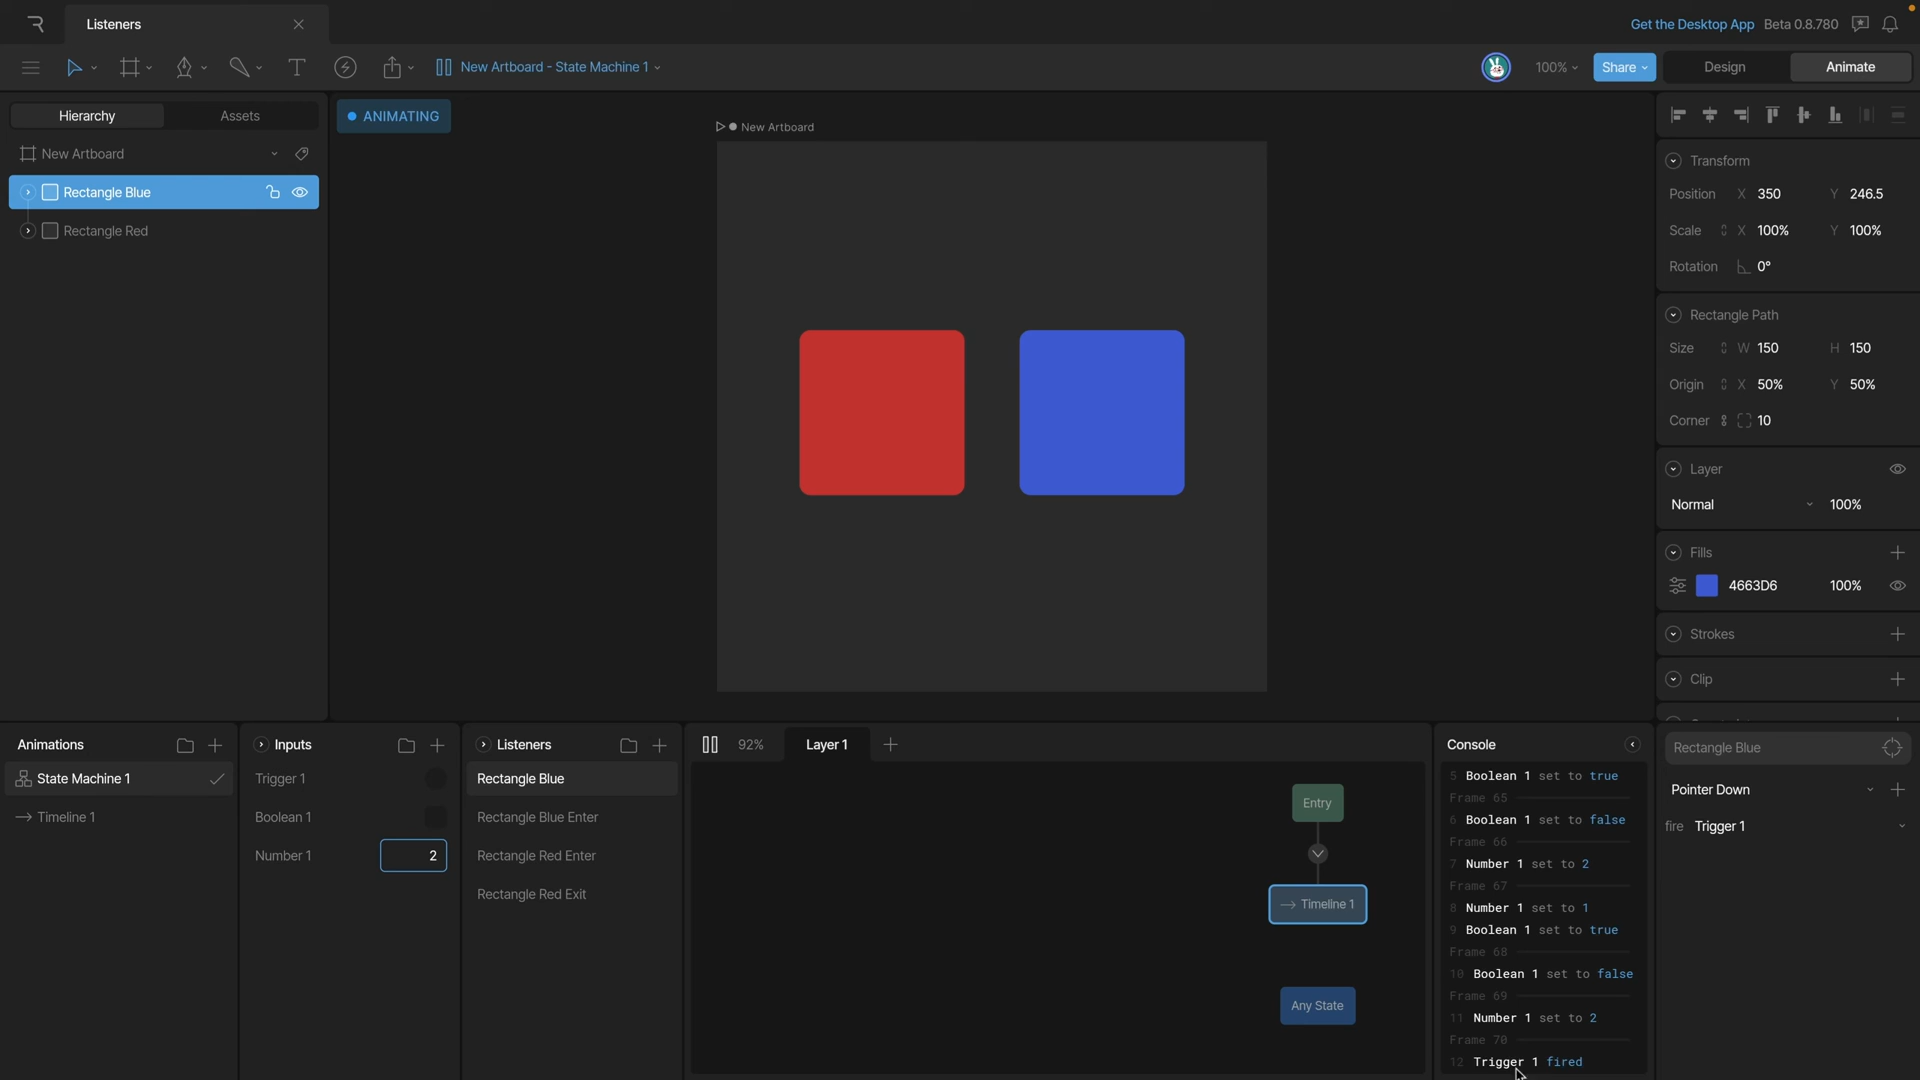 Listeners
Get the Desktop App Beta 0.8.780
New Artboard - State Machine 1
100%
Share
Design
Animate
Hierarchy
Assets
New Artboard
Rectangle Blue
Rectangle Red
ANIMATING
New Artboard
Transform
Position X 350 Y 246.5
Scale X 100% Y 100%
Rotation 0°
Rectangle Path
Size W 150 H 150
Origin X 50% Y 50%
Corner 10
Layer
Normal 100%
Fills
4663D6 100%
Strokes
Clip
Animations
State Machine 1
Timeline 1
Inputs
Trigger 1
Boolean 1
Number 1 2
Listeners
Rectangle Blue
Rectangle Blue Enter
Rectangle Red Enter
Rectangle Red Exit
92%
Layer 1
Entry
Timeline 1
Any State
Console
5 Boolean 1 set to true
Frame 65
6 Boolean 1 set to false
Frame 66
7 Number 1 set to 2
Frame 67
8 Number 1 set to 1
9 Boolean 1 set to true
Frame 68
10 Boolean 1 set to false
Frame 69
11 Number 1 set to 2
Frame 70
12 Trigger 1 fired
Rectangle Blue
Pointer Down
fire Trigger 1